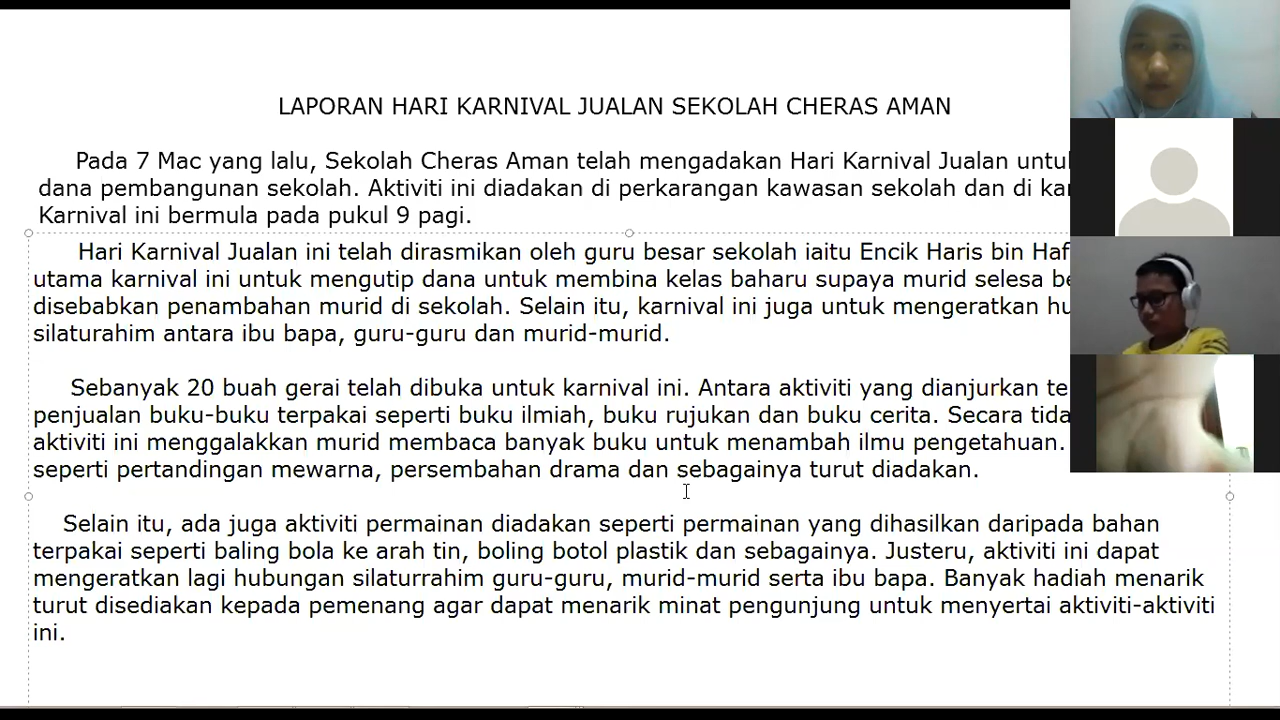 LAPORAN HARI KARNIVAL JUALAN SEKOLAH CHERAS AMAN
Pada 7 Mac yang lalu, Sekolah Cheras Aman telah mengadakan Hari Karnival Jualan
dana pembangunan sekolah. Aktiviti ini diadakan di perkarangan kawasan sekolah dan di
Karnival ini bermula pada pukul 9 pagi.
Hari Karnival Jualan ini telah dirasmikan oleh guru besar sekolah iaitu Encik Haris bin
utama karnival ini untuk mengutip dana untuk membina kelas baharu supaya murid selesa
disebabkan penambahan murid di sekolah. Selain itu, karnival ini juga untuk mengeratkan
silaturahim antara ibu bapa, guru-guru dan murid-murid.
Sebanyak 20 buah gerai telah dibuka untuk karnival ini. Antara aktiviti yang dianjurkan
penjualan buku-buku terpakai seperti buku ilmiah, buku rujukan dan buku cerita. Secara
aktiviti ini menggalakkan murid membaca banyak buku untuk menambah ilmu pengetahuan.
seperti pertandingan mewarna, persembahan drama dan sebagainya turut diadakan.
Selain itu, ada juga aktiviti permainan diadakan seperti permainan yang dihasilkan daripada bahan
terpakai seperti baling bola ke arah tin, boling botol plastik dan sebagainya. Justeru, aktiviti ini dapat
mengeratkan lagi hubungan silaturrahim guru-guru, murid-murid serta ibu bapa. Banyak hadiah menarik
turut disediakan kepada pemenang agar dapat menarik minat pengunjung untuk menyertai aktiviti-aktiviti
ini.